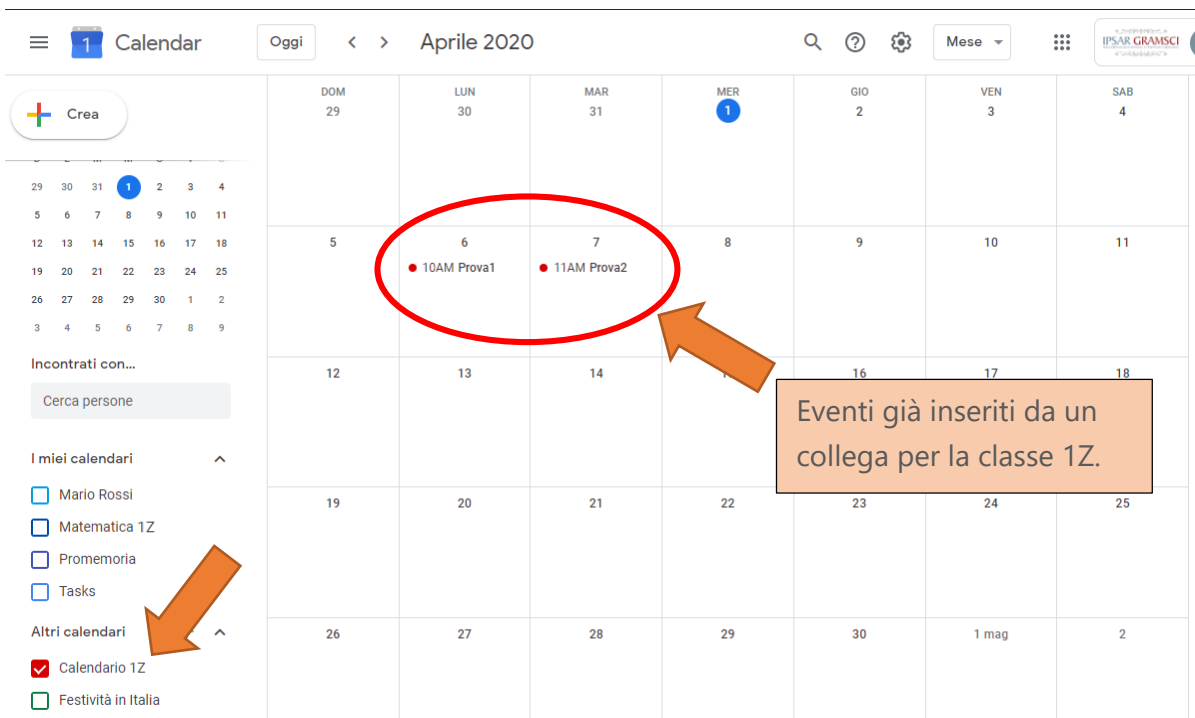 1 Calendar Oggi Aprile 2020 Mese IPSAR GRAMSCI
Crea
DOM LUN MAR MER GIO VEN SAB
29 30 31 1 2 3 4
29 30 31 1 2 3 4
5 6 7 8 9 10 11
12 13 14 15 16 17 18
19 20 21 22 23 24 25
26 27 28 29 30 1 2
3 4 5 6 7 8 9
5 6 7 8 9 10 11
10AM Prova1 11AM Prova2
Incontrati con...
Cerca persone
12 13 14 16 17 18
Eventi già inseriti da un
collega per la classe 1Z.
I miei calendari
Mario Rossi
Matematica 1Z
Promemoria
Tasks
19 20 21 22 23 24 25
Altri calendari
Calendario 1Z
Festività in Italia
26 27 28 29 30 1 mag 2